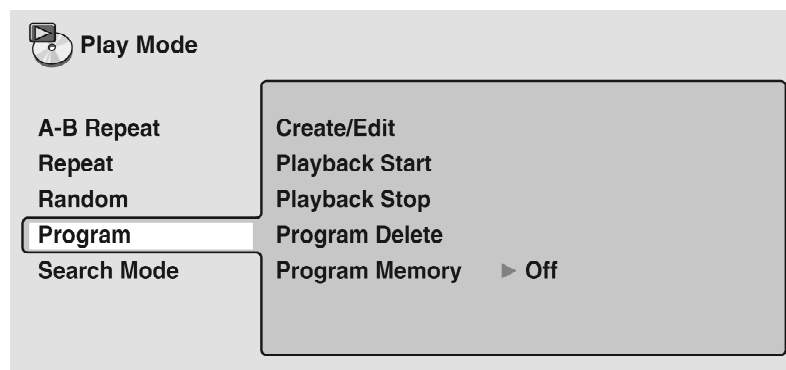 Play Mode
A-B Repeat
Repeat
Random
Program
Search Mode
Create/Edit
Playback Start
Playback Stop
Program Delete
Program Memory ▶ Off